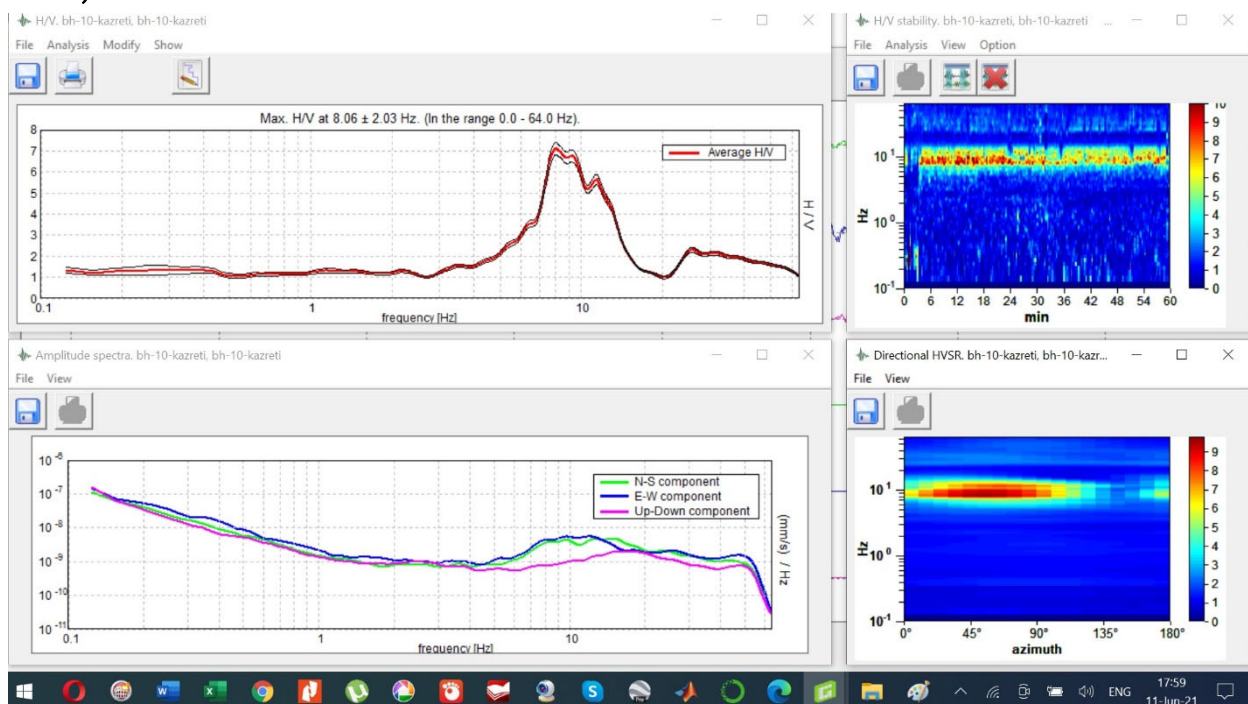 H/V. bh-10-kazreti, bh-10-kazreti
File Analysis Modify Show
Max. H/V at 8.06 ± 2.03 Hz. (In the range 0.0 - 64.0 Hz).
8
7
6
5
4
3
2
1
0
Average H/V
H / V
0.1 1 10
frequency [Hz]
H/V stability. bh-10-kazreti, bh-10-kazreti ...
File Analysis View Option
Hz
10¹
10⁰
10⁻¹
0 6 12 18 24 30 36 42 48 54 60
min
10
9
8
7
6
5
4
3
2
1
0
Amplitude spectra. bh-10-kazreti, bh-10-kazreti
File View
10⁻⁶
10⁻⁷
10⁻⁸
10⁻⁹
10⁻¹⁰
10⁻¹¹
N-S component
E-W component
Up-Down component
(mm/s) / Hz
0.1 1 10
frequency [Hz]
Directional HVSR. bh-10-kazreti, bh-10-kazr...
File View
Hz
10¹
10⁰
10⁻¹
0° 45° 90° 135° 180°
azimuth
9
8
7
6
5
4
3
2
1
0
ENG
17:59
11-Jun-21